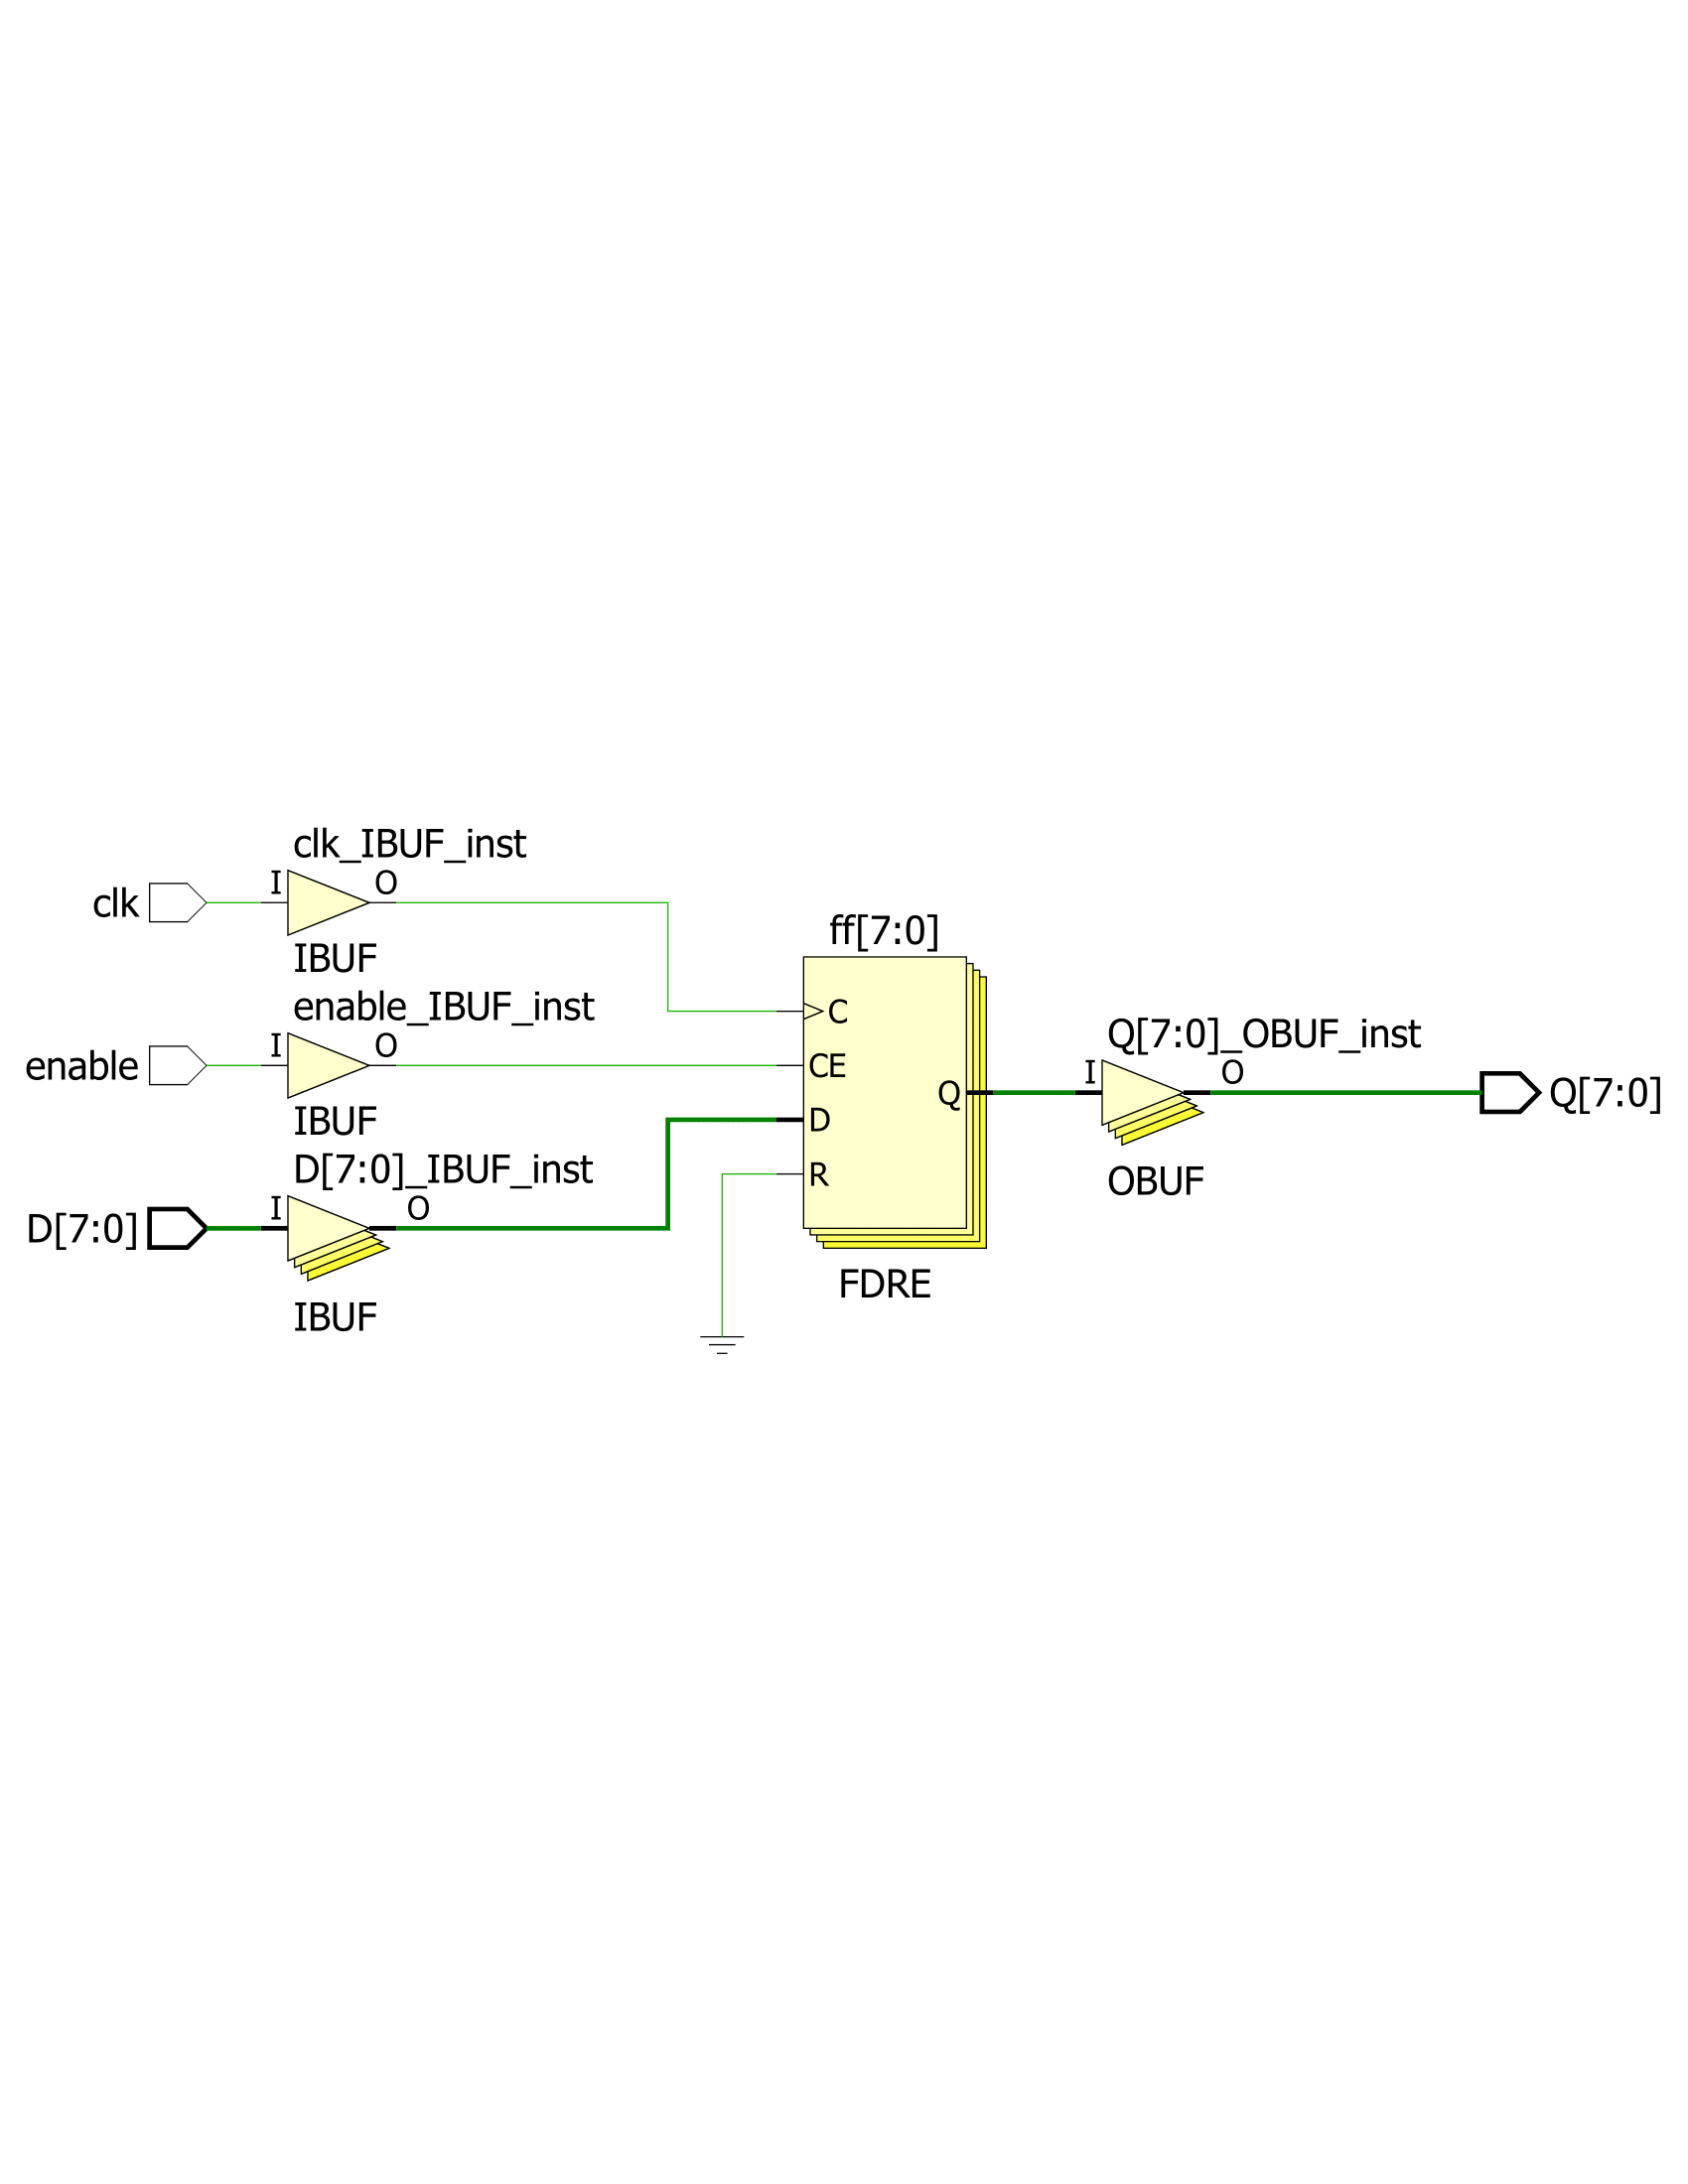 clk_IBUF_inst
clk
I
O
IBUF
enable_IBUF_inst
enable
I
O
IBUF
D[7:0]_IBUF_inst
D[7:0]
I
O
IBUF
ff[7:0]
C
CE
D
R
Q
FDRE
Q[7:0]_OBUF_inst
I
O
OBUF
Q[7:0]